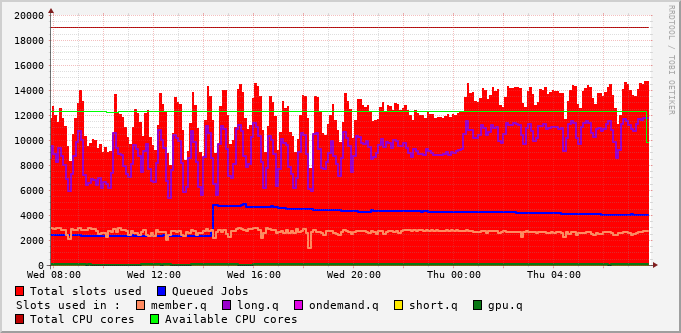 RRDTOOL / TOBI OETIKER
20000
18000
16000
14000
12000
10000
8000
6000
4000
2000
0
Wed 08:00 Wed 12:00 Wed 16:00 Wed 20:00 Thu 00:00 Thu 04:00
Total slots used Queued Jobs
Slots used in : member.q long.q ondemand.q short.q gpu.q
Total CPU cores Available CPU cores